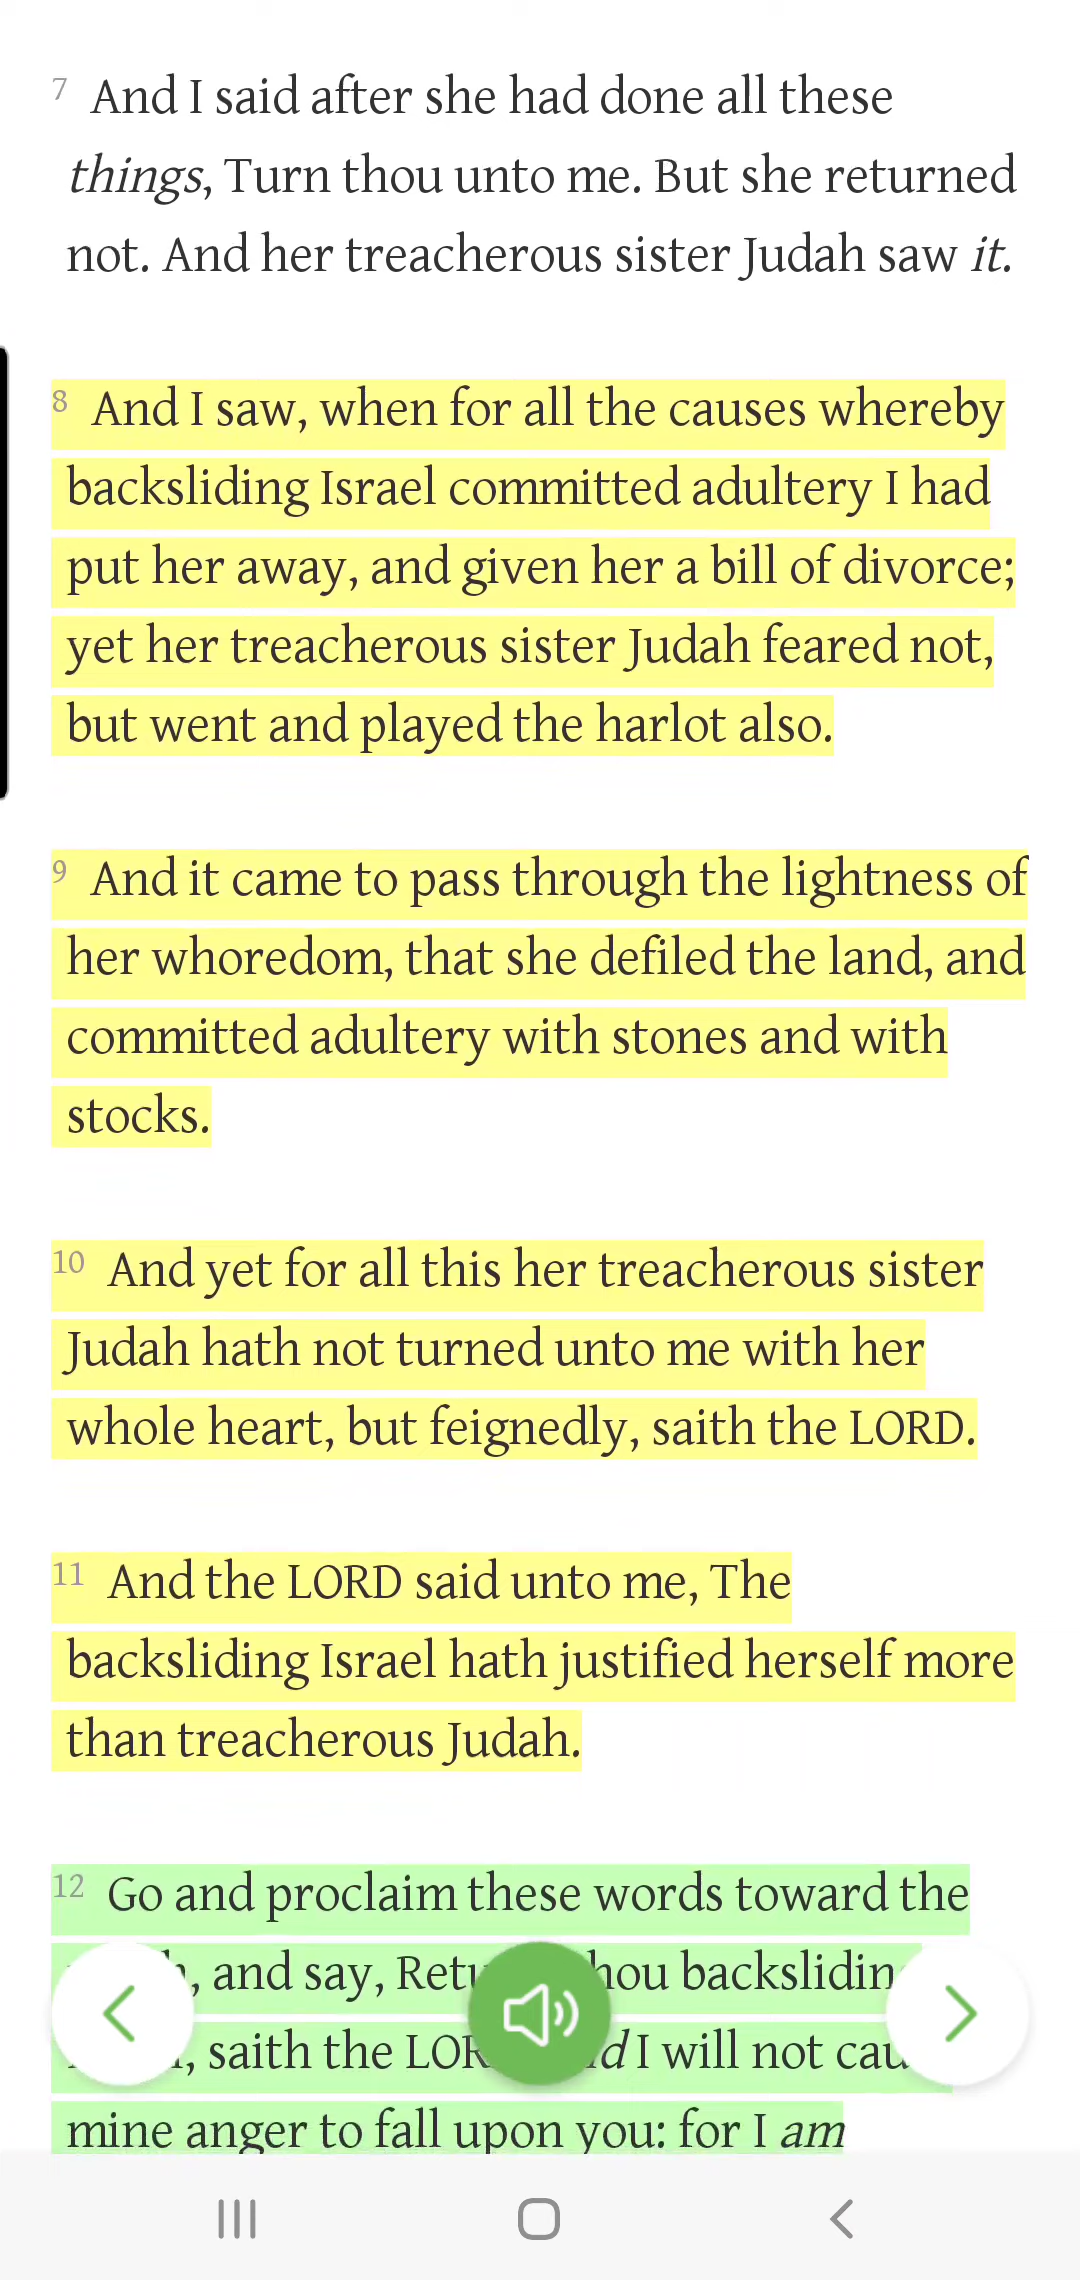 7 And I said after she had done all these
things, Turn thou unto me. But she returned
not. And her treacherous sister Judah saw it.
8 And I saw, when for all the causes whereby
backsliding Israel committed adultery I had
put her away, and given her a bill of divorce;
yet her treacherous sister Judah feared not,
but went and played the harlot also.
9 And it came to pass through the lightness of
her whoredom, that she defiled the land, and
committed adultery with stones and with
stocks.
10 And yet for all this her treacherous sister
Judah hath not turned unto me with her
whole heart, but feignedly, saith the LORD.
11 And the LORD said unto me, The
backsliding Israel hath justified herself more
than treacherous Judah.
12 Go and proclaim these words toward the
and say,
saith the I will not
mine anger to fall upon you: for I am